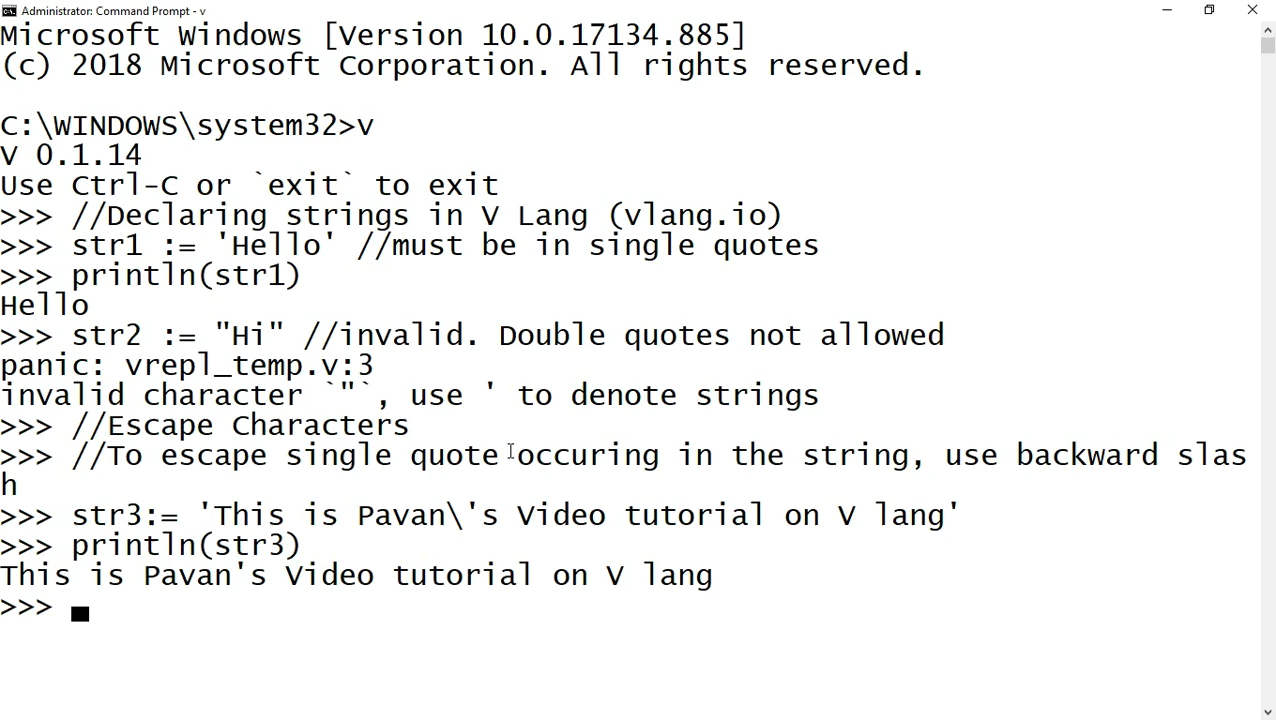 Administrator: Command Prompt - v
Microsoft Windows [Version 10.0.17134.885]
(c) 2018 Microsoft Corporation. All rights reserved.
C:\WINDOWS\system32>v
V 0.1.14
Use Ctrl-C or `exit` to exit
>>> //Declaring strings in V Lang (vlang.io)
>>> str1 := 'Hello' //must be in single quotes
>>> println(str1)
Hello
>>> str2 := "Hi" //invalid. Double quotes not allowed
panic: vrepl_temp.v:3
invalid character `"`, use ' to denote strings
>>> //Escape Characters
>>> //To escape single quote occuring in the string, use backward slas
h
>>> str3:= 'This is Pavan\'s Video tutorial on V lang'
>>> println(str3)
This is Pavan's Video tutorial on V lang
>>>